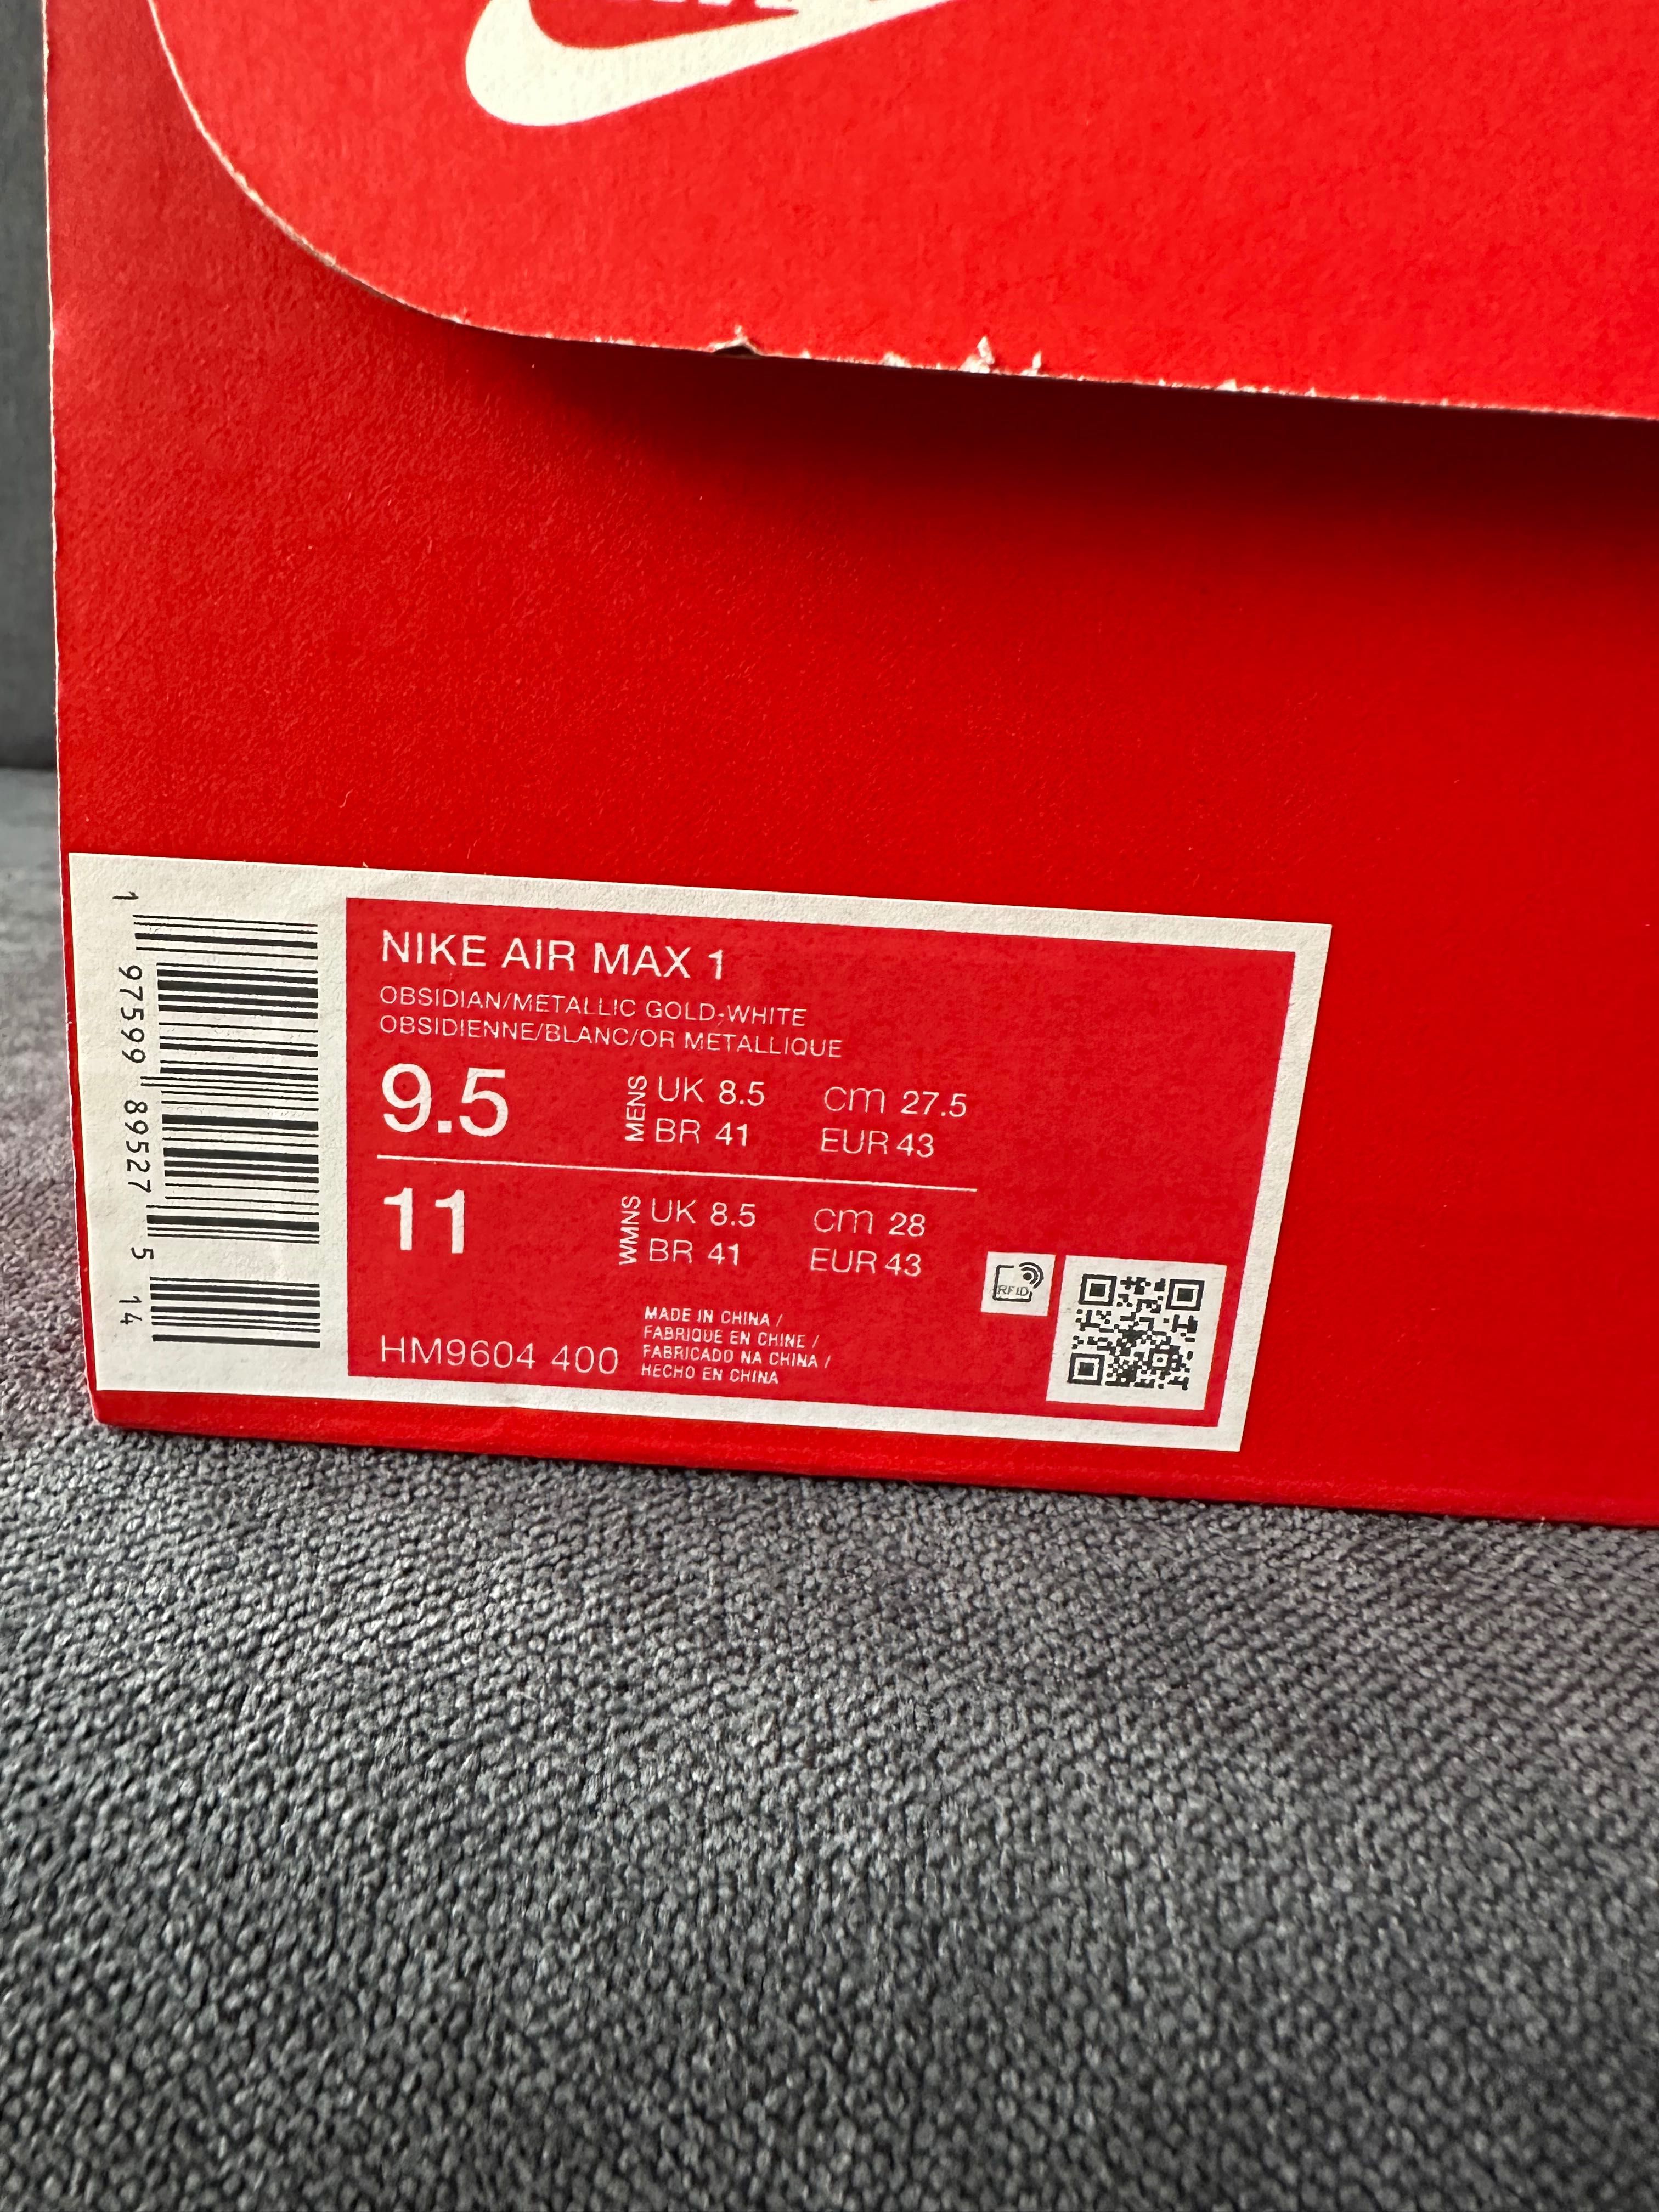 NIKE AIR MAX 1
OBSIDIAN/METALLIC GOLD-WHITE
OBSIDIENNE/BLANC/OR METALLIQUE
9.5
MENS
UK 8.5 cm 27.5
BR 41 EUR 43
11
WMNS
UK 8.5 cm 28
BR 41 EUR 43
HM9604 400
MADE IN CHINA /
FABRIQUE EN CHINE /
FABRICADO NA CHINA /
HECHO EN CHINA
RFID
1 97599 89527 5 14